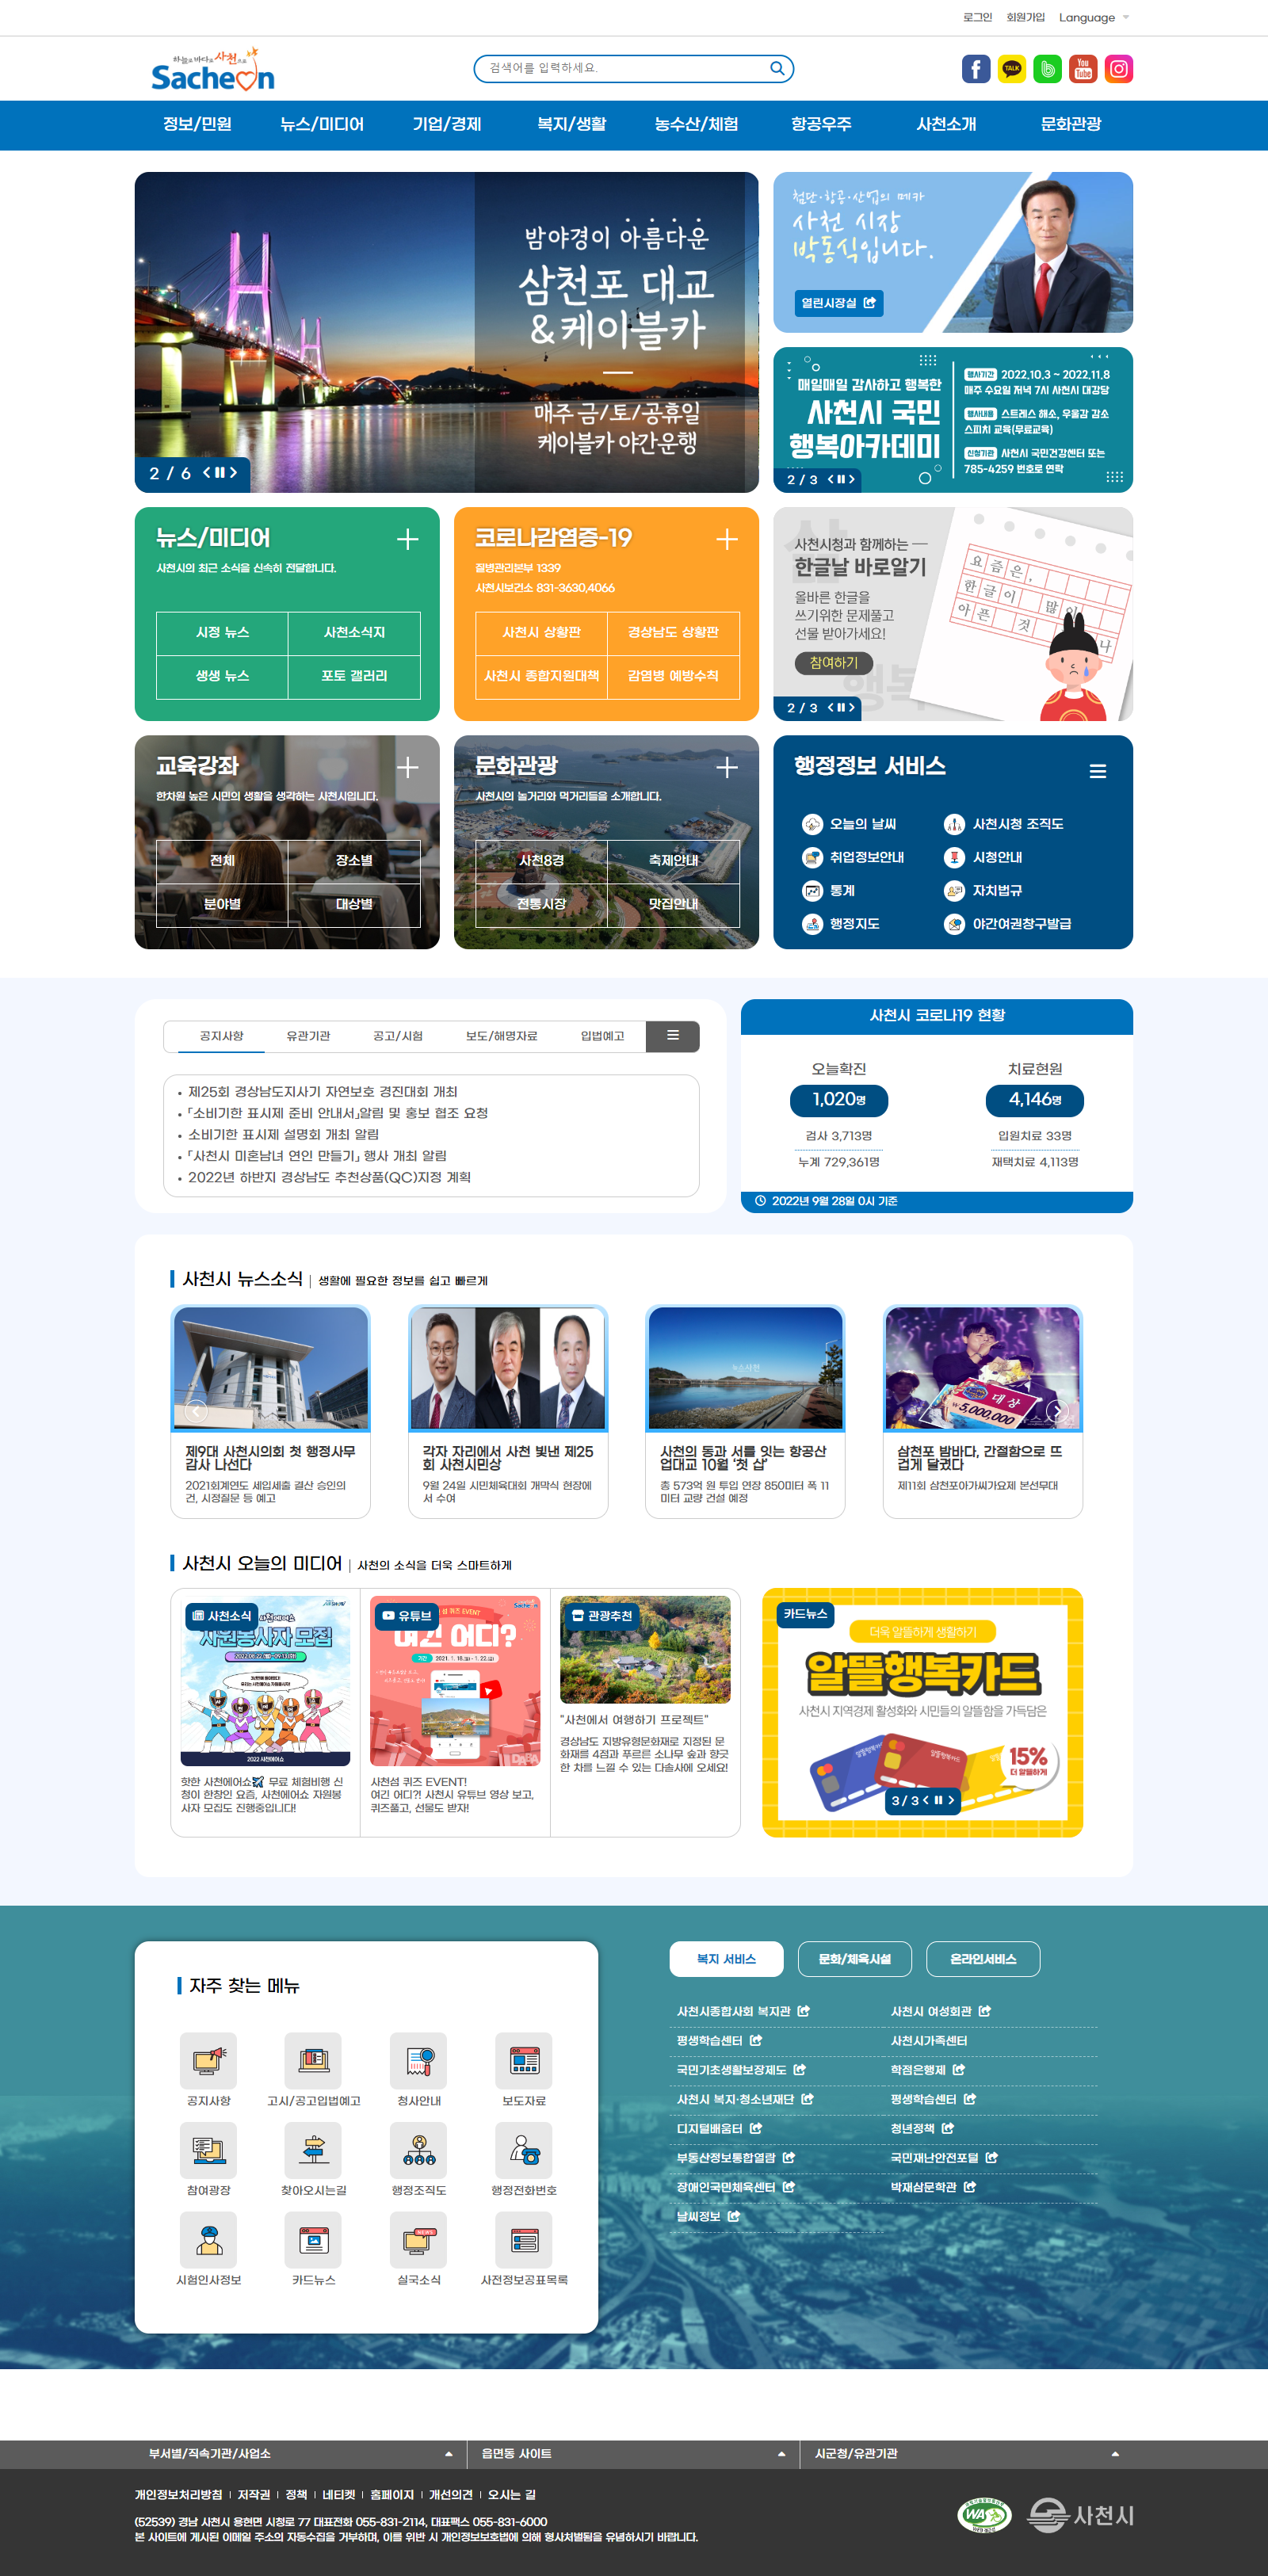 로그인 회원가입 Language
하늘로 바다로 사천으로
Sacheon
검색어를 입력하세요.
TALK
You Tube
정보/민원 뉴스/미디어 기업/경제 복지/생활 농수산/체험 항공우주 사천소개 문화관광
밤야경이 아름다운
삼천포 대교
&케이블카
매주 금/토/공휴일
케이블카 야간운행
2 / 6
첨단·항공·산업의 메카
사천 시장
박동식입니다.
열린시장실
매일매일 감사하고 행복한
사천시 국민
행복아카데미
행사기간 2022.10.3 ~ 2022.11.8
매주 수요일 저녁 7시 사천시 대강당
행사내용 스트레스 해소, 우울감 감소
스피치 교육(무료교육)
신청기관 사천시 국민건강센터 또는
785-4259 번호로 연락
2 / 3
뉴스/미디어
사천시의 최근 소식을 신속히 전달합니다.
시정 뉴스 사천소식지
생생 뉴스 포토 갤러리
코로나감염증-19
질병관리본부 1339
사천시보건소 831-3630,4066
사천시 상황판 경상남도 상황판
사천시 종합지원대책 감염병 예방수칙
사천시청과 함께하는
한글날 바로알기
올바른 한글을
쓰기위한 문제풀고
선물 받아가세요!
참여하기
요즘은,
한글이 많이
아픈 것 나
행복
2 / 3
교육강좌
한차원 높은 시민의 생활을 생각하는 사천시입니다.
전체 장소별
분야별 대상별
문화관광
사천시의 놀거리와 먹거리들을 소개합니다.
사천8경 축제안내
전통시장 맛집안내
행정정보 서비스
오늘의 날씨 사천시청 조직도
취업정보안내 시청안내
통계 자치법규
행정지도 야간여권창구발급
공지사항 유관기관 공고/시험 보도/해명자료 입법예고
제25회 경상남도지사기 자연보호 경진대회 개최
「소비기한 표시제 준비 안내서」알림 및 홍보 협조 요청
소비기한 표시제 설명회 개최 알림
「사천시 미혼남녀 연인 만들기」 행사 개최 알림
2022년 하반기 경상남도 추천상품(QC)지정 계획
사천시 코로나19 현황
오늘확진 치료현원
1,020명 4,146명
검사 3,713명 입원치료 33명
누계 729,361명 재택치료 4,113명
2022년 9월 28일 0시 기준
사천시 뉴스소식 | 생활에 필요한 정보를 쉽고 빠르게
뉴스사천
대상
₩5,000,000
제9대 사천시의회 첫 행정사무
감사 나선다
2021회계연도 세입세출 결산 승인의
건, 시정질문 등 예고
각자 자리에서 사천 빛낸 제25
회 사천시민상
9월 24일 시민체육대회 개막식 현장에
서 수여
사천의 동과 서를 잇는 항공산
업대교 10월 '첫 삽'
총 573억 원 투입 연장 850미터 폭 11
미터 교량 건설 예정
삼천포 밤바다, 간절함으로 뜨
겁게 달궜다
제11회 삼천포아가씨가요제 본선무대
사천시 오늘의 미디어 | 사천의 소식을 더욱 스마트하게
사천소식
자원봉사자 모집
2022 사천에어쇼
핫한 사천에어쇼 무료 체험비행 신
청이 한창인 요즘, 사천에어쇼 자원봉
사자 모집도 진행중입니다!
유튜브
섬 퀴즈 EVENT
여긴 어디?
기간 2021. 1. 18.(월) - 1. 22.(금)
사천섬 퀴즈 EVENT!
여긴 어디?! 사천시 유튜브 영상 보고,
퀴즈풀고, 선물도 받자!
관광추천
"사천에서 여행하기 프로젝트"
경상남도 지방유형문화재로 지정된 문
화재를 4점과 푸르른 소나무 숲과 향긋
한 차를 느낄 수 있는 다솔사에 오세요!
카드뉴스
더욱 알뜰하게 생활하기
알뜰행복카드
사천시 지역경제 활성화와 시민들의 알뜰함을 가득담은
알뜰행복카드
15%
더 알뜰하게
3 / 3
자주 찾는 메뉴
공지사항 고시/공고입법예고 청사안내 보도자료
참여광장 찾아오시는길 행정조직도 행정전화번호
NEWS
시험인사정보 카드뉴스 실국소식 사전정보공표목록
복지 서비스 문화/체육시설 온라인서비스
사천시종합사회 복지관 사천시 여성회관
평생학습센터 사천시가족센터
국민기초생활보장제도 학점은행제
사천시 복지·청소년재단 평생학습센터
디지털배움터 청년정책
부동산정보통합열람 국민재난안전포털
장애인국민체육센터 박재삼문학관
날씨정보
부서별/직속기관/사업소 읍면동 사이트 시군청/유관기관
개인정보처리방침 | 저작권 | 정책 | 네티켓 | 홈페이지 | 개선의견 | 오시는 길
(52539) 경남 사천시 용현면 시청로 77 대표전화 055-831-2114, 대표팩스 055-831-6000
본 사이트에 게시된 이메일 주소의 자동수집을 거부하며, 이를 위반 시 개인정보보호법에 의해 형사처벌됨을 유념하시기 바랍니다.
WA
사천시